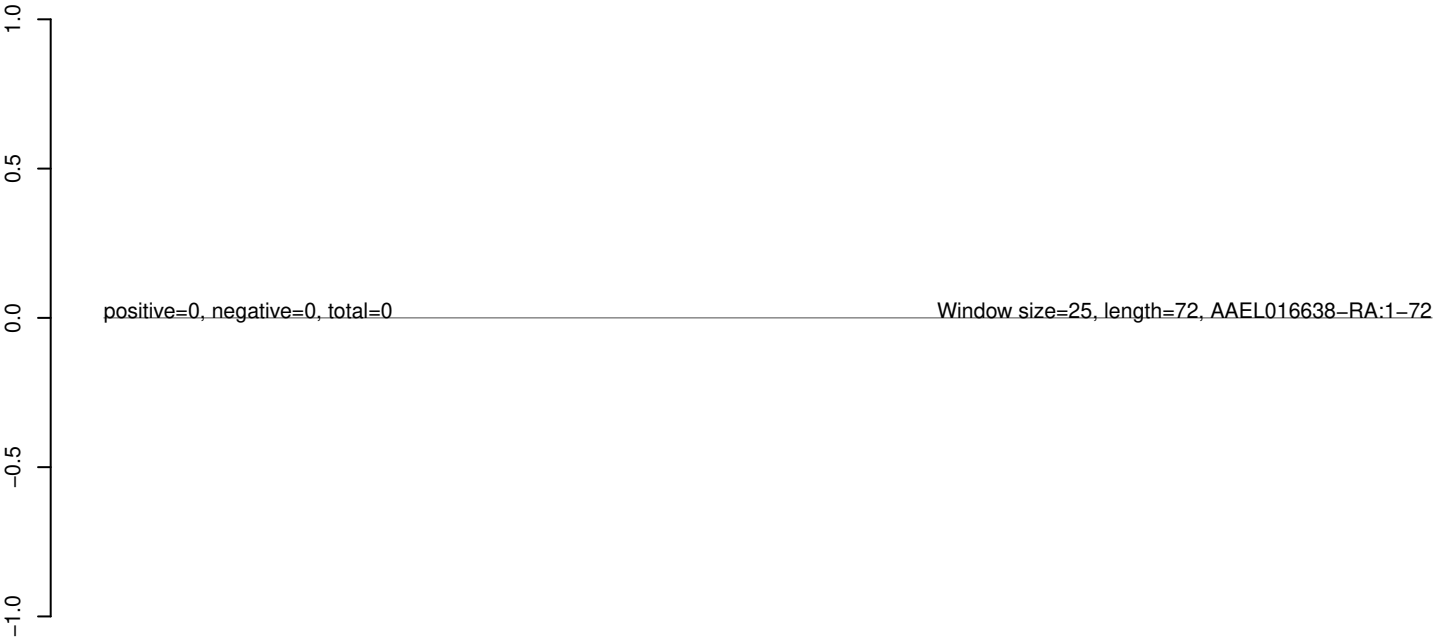 1.0
0.5
0.0
−0.5
−1.0
positive=0, negative=0, total=0
Window size=25, length=72, AAEL016638−RA:1−72